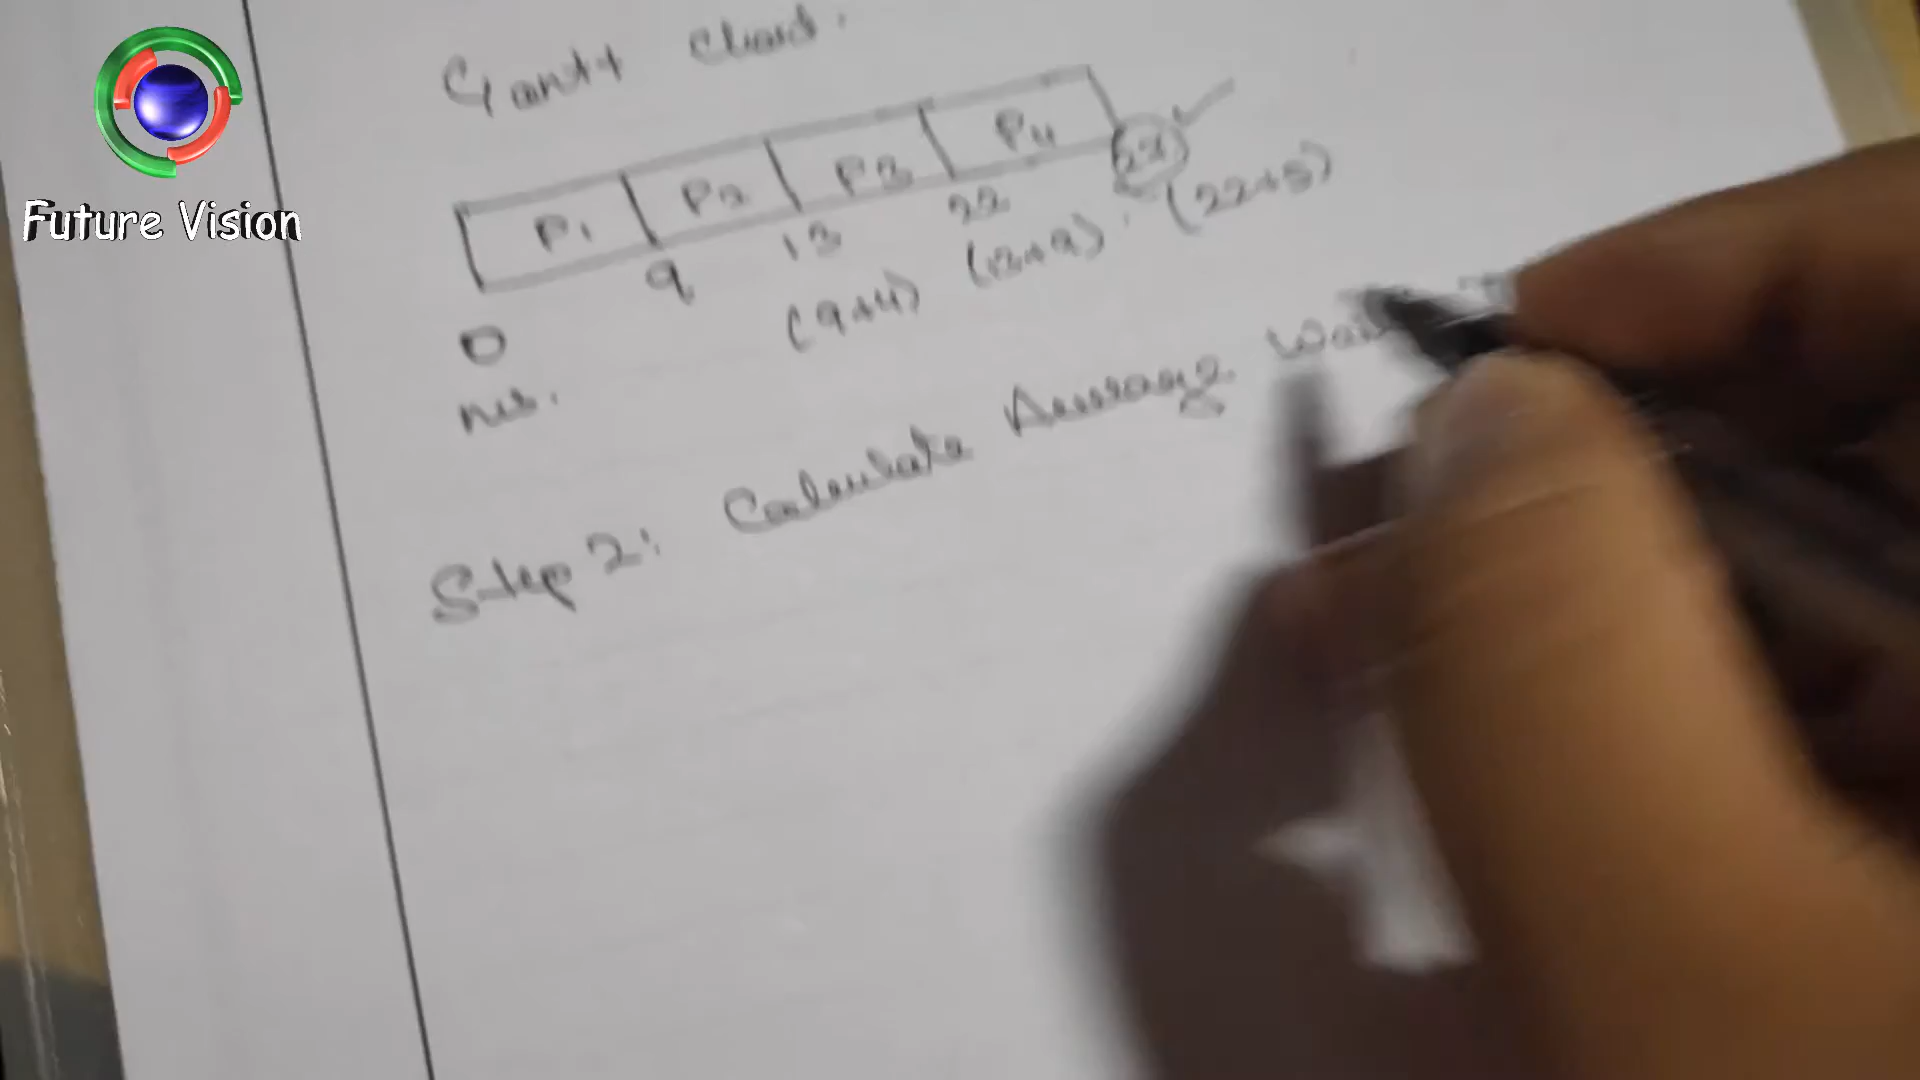 Future Vision
Gantt Chart.
P1 P2 P3 P4 27
0 9 13 22
ms. (9+4) (13+9) (22+5)
Step 2: Calculate Average